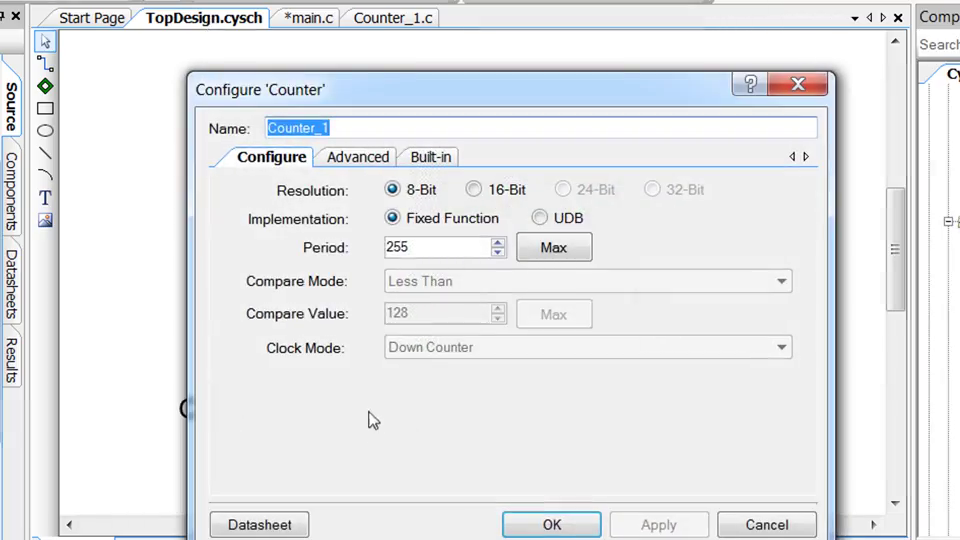 Start Page TopDesign.cysch *main.c Counter_1.c
Comp
Search
Cy
Configure 'Counter'
Name: Counter_1
Configure Advanced Built-in
Resolution: 8-Bit 16-Bit 24-Bit 32-Bit
Implementation: Fixed Function UDB
Period: 255 Max
Compare Mode: Less Than
Compare Value: 128 Max
Clock Mode: Down Counter
Datasheet OK Apply Cancel
Source
Components
Datasheets
Results
T